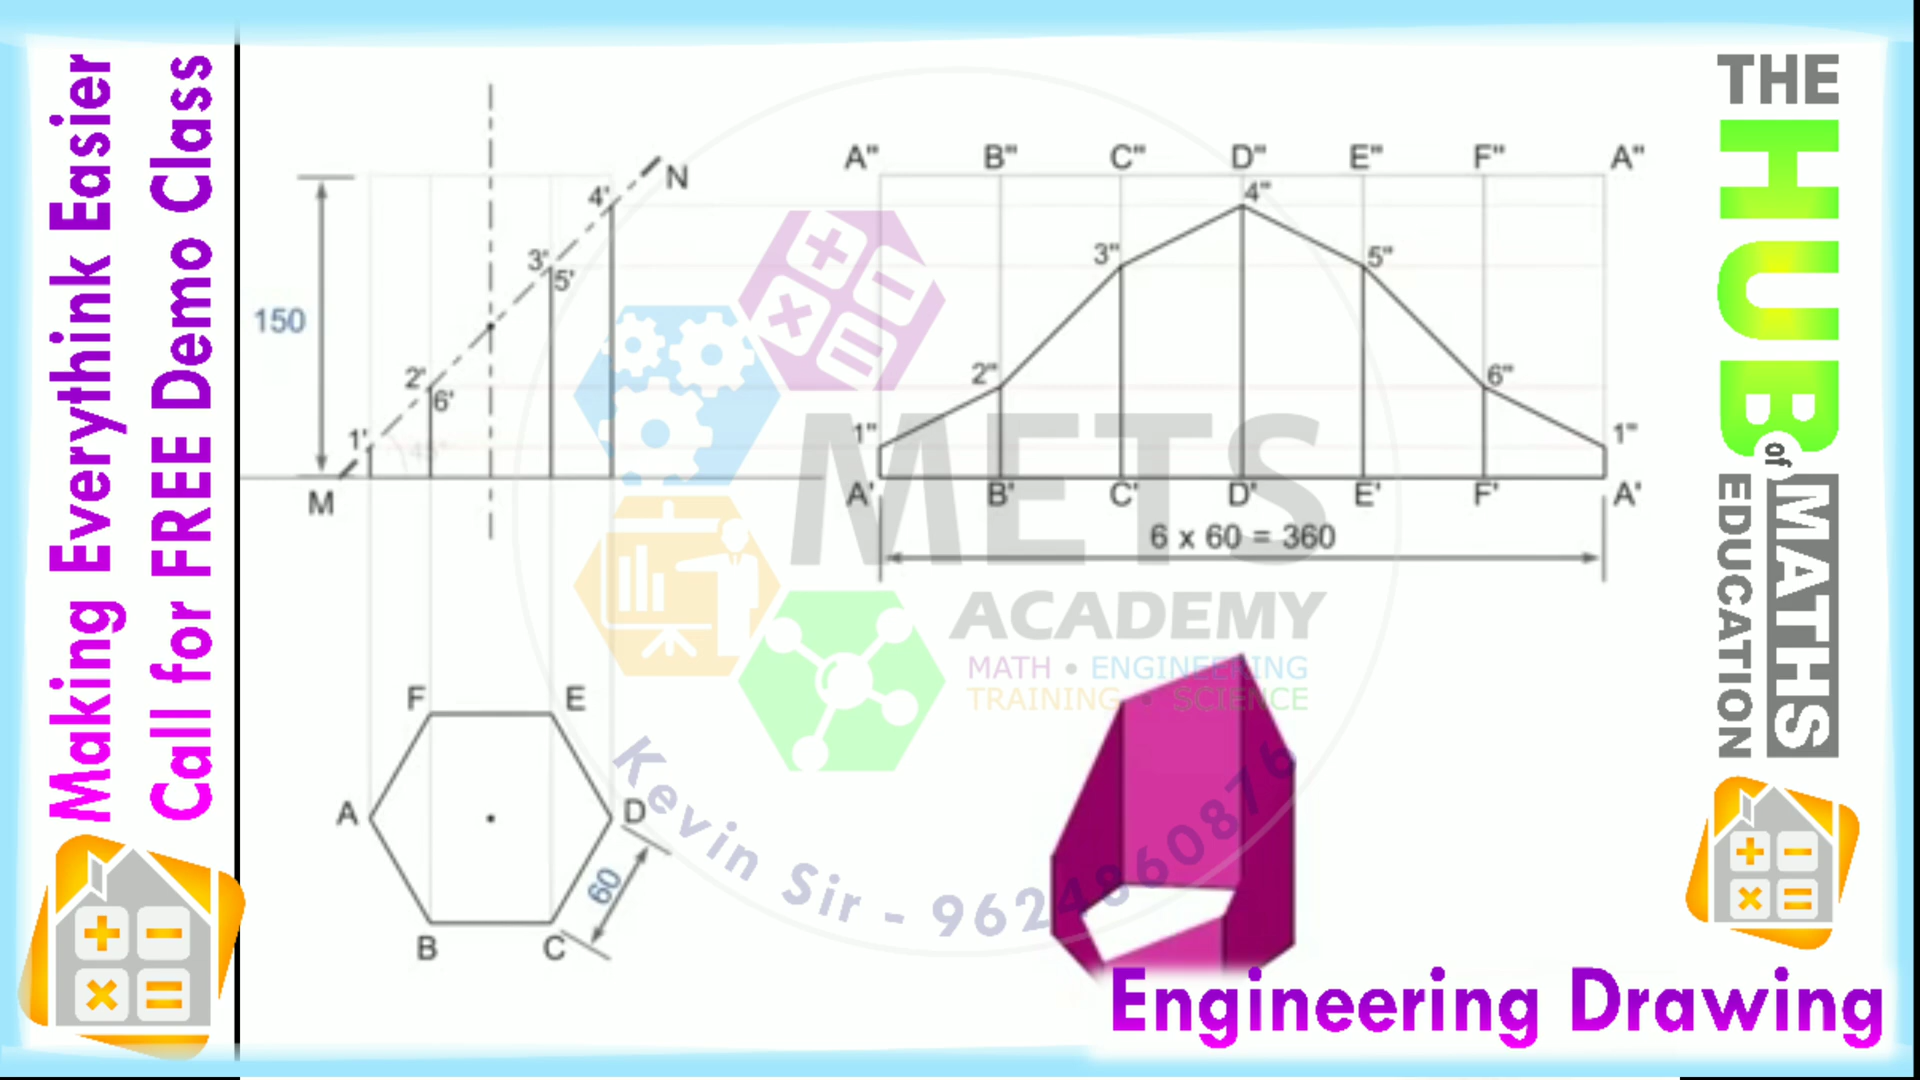 Making Everythink Easier
Call for FREE Demo Class
150
M
N
1'
2'
6'
3'
5'
4'
45°
A" B" C" D" E" F" A"
1"
2"
3"
4"
5"
6"
1"
A' B' C' D' E' F' A'
6 x 60 = 360
F E
A D
B C
60
METS
ACADEMY
MATH • ENGINEERING
TRAINING • SCIENCE
Kevin Sir - 9624860876
THE
HUB
of
MATHS
EDUCATION
Engineering Drawing